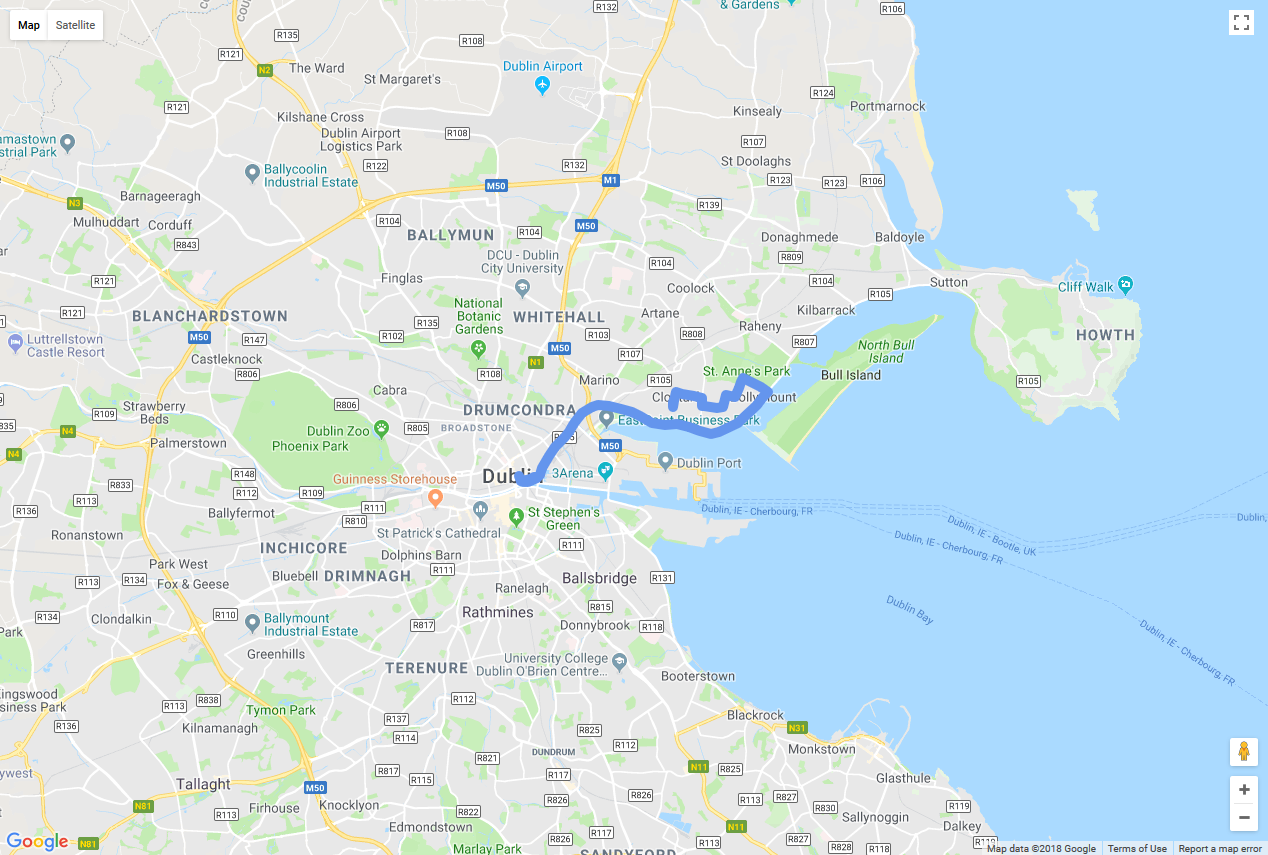 Map
Satellite
& Gardens
R132
R106
R135
R121
R108
N2
The Ward
St Margaret's
Dublin Airport
R121
R124
Portmarnock
Kinsealy
Kilshane Cross
Dublin Airport
Logistics Park
R108
R107
amastown
strial Park
R122
R132
St Doolaghs
Ballycoolin
Industrial Estate
M50
M1
R123
R123
R106
Barnageeragh
N3
Mulhuddart
Corduff
R104
R139
M50
R843
BALLYMUN
R104
Donaghmede
Baldoyle
DCU - Dublin
City University
R104
R809
Finglas
R121
R104
Sutton
Coolock
R105
Cliff Walk
National
Botanic
Gardens
R121
BLANCHARDSTOWN
R135
WHITEHALL
Artane
Kilbarrack
Raheny
M50
R147
R102
R103
R808
R807
HOWTH
Luttrellstown
Castle Resort
Castleknock
M50
R107
North Bull
Island
R806
N1
R108
Marino
R105
St. Anne's Park
Bull Island
R105
Cabra
Strawberry
Beds
R109
R806
DRUMCONDRA
835
N4
Dublin Zoo
Phoenix Park
R805
BROADSTONE
EastPoint Business Park
Palmerstown
M50
N4
R148
Guinness Storehouse
Dublin
3Arena
Dublin Port
R833
R112
R109
R113
R136
Ballyfermot
R111
R810
St Stephen's
Green
Dublin, IE - Cherbourg, FR
Dublin, IE - Bootle, UK
Dublin,
Ronanstown
St Patrick's Cathedral
R111
Dublin, IE - Cherbourg, FR
INCHICORE
Dolphins Barn
Park West
Bluebell
DRIMNAGH
R111
Ballsbridge
R131
R113
R134
Fox & Geese
Ranelagh
Dublin Bay
R134
Clondalkin
R110
Rathmines
R815
Ballymount
Industrial Estate
R817
Donnybrook
R118
Dublin, IE - Cherbourg, FR
Park
Greenhills
TERENURE
University College
Dublin O'Brien Centre...
Booterstown
Kingswood
siness Park
R113
R838
R112
R136
Tymon Park
R137
Blackrock
Kilnamanagh
R114
R825
N31
R112
Monkstown
DUNDRUM
R821
ywest
Tallaght
R817
R115
R117
N11
R825
Glasthule
M50
R826
R826
R113
R827
N81
Firhouse
Knocklyon
R830
R119
R113
R822
Sallynoggin
Edmondstown
R117
N11
Dalkey
Marlay Park
R826
R113
R827
R828
R118
R119
Google
N81
SANDYFORD
Map data ©2018 Google
Terms of Use
Report a map error